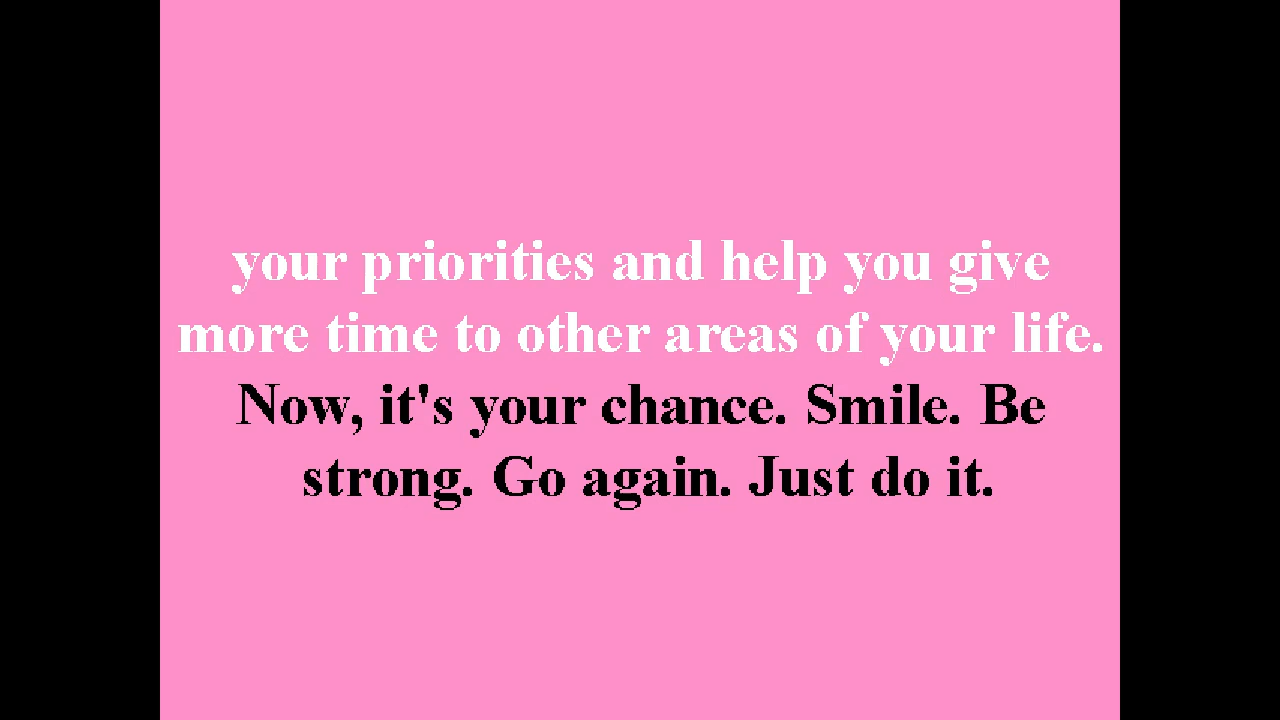 your priorities and help you give
more time to other areas of your life.
Now, it's your chance. Smile. Be
strong. Go again. Just do it.